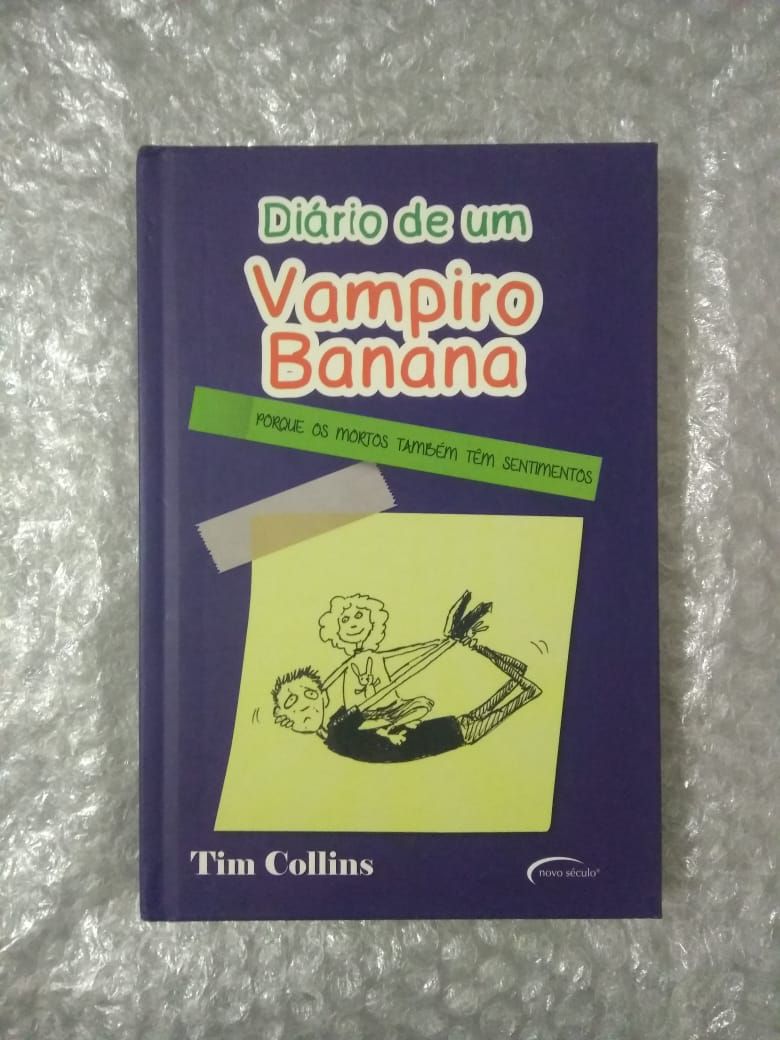 Diário de um
Vampiro
Banana
PORQUE OS MORTOS TAMBÉM TÊM SENTIMENTOS
Tim Collins
novo século®